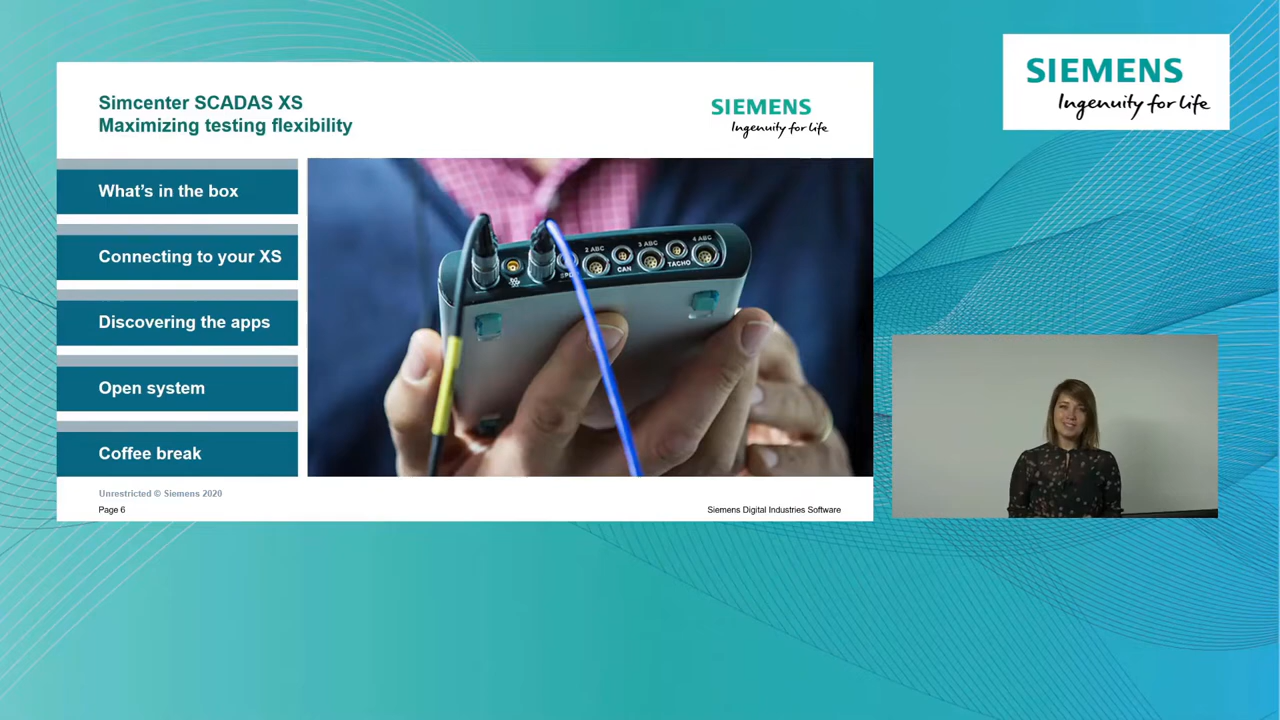 Simcenter SCADAS XS
Maximizing testing flexibility
SIEMENS
Ingenuity for life
What's in the box
Connecting to your XS
Discovering the apps
Open system
Coffee break
2 ABC
CAN
3 ABC
TACHO
4 ABC
Unrestricted © Siemens 2020
Page 6
Siemens Digital Industries Software
SIEMENS
Ingenuity for life